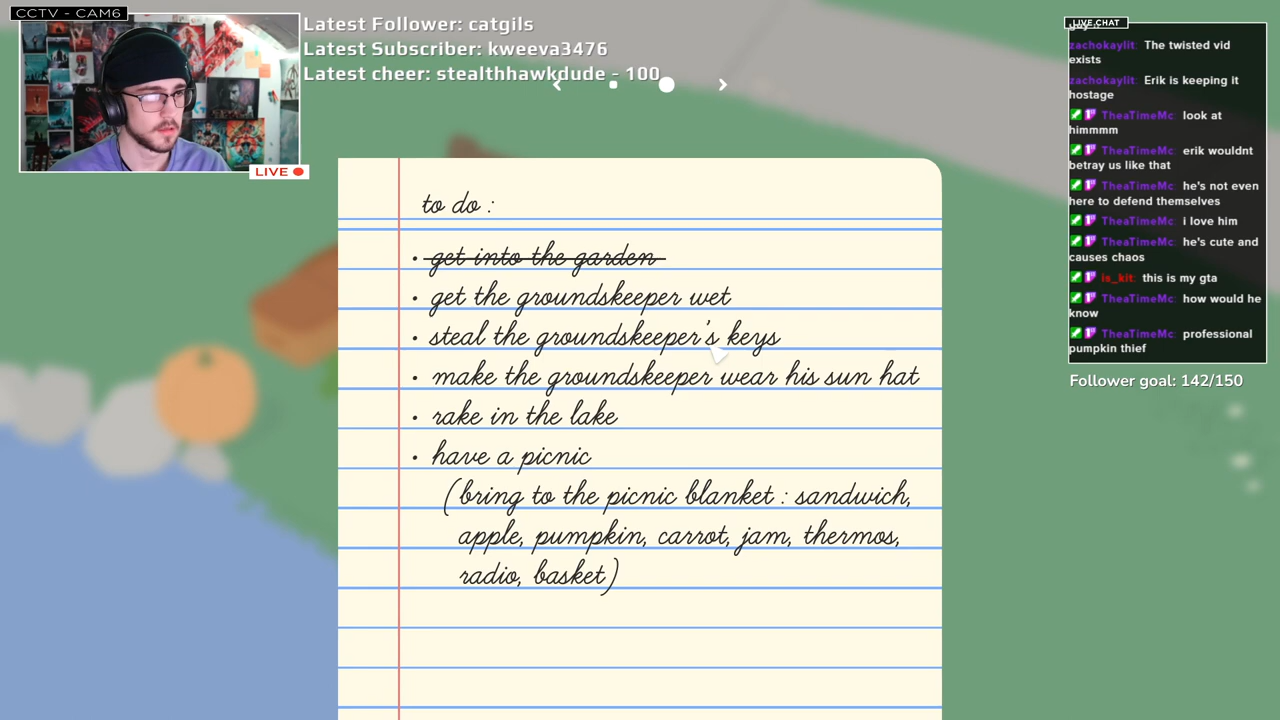 CCTV - CAM6
Latest Follower: catgils
Latest Subscriber: kweeva3476
Latest cheer: stealthhawkdude - 100
LIVE
to do :
• get into the garden
• get the groundskeeper wet
• steal the groundskeeper's keys
• make the groundskeeper wear his sun hat
• rake in the lake
• have a picnic
(bring to the picnic blanket : sandwich,
apple, pumpkin, carrot, jam, thermos,
radio, basket)
LIVE CHAT
zachokaylit: The twisted vid
exists
zachokaylit: Erik is keeping it
hostage
TheaTimeMc: look at
himmmm
TheaTimeMc: erik wouldnt
betray us like that
TheaTimeMc: he's not even
here to defend themselves
TheaTimeMc: i love him
TheaTimeMc: he's cute and
causes chaos
is_kit: this is my gta
TheaTimeMc: how would he
know
TheaTimeMc: professional
pumpkin thief
Follower goal: 142/150